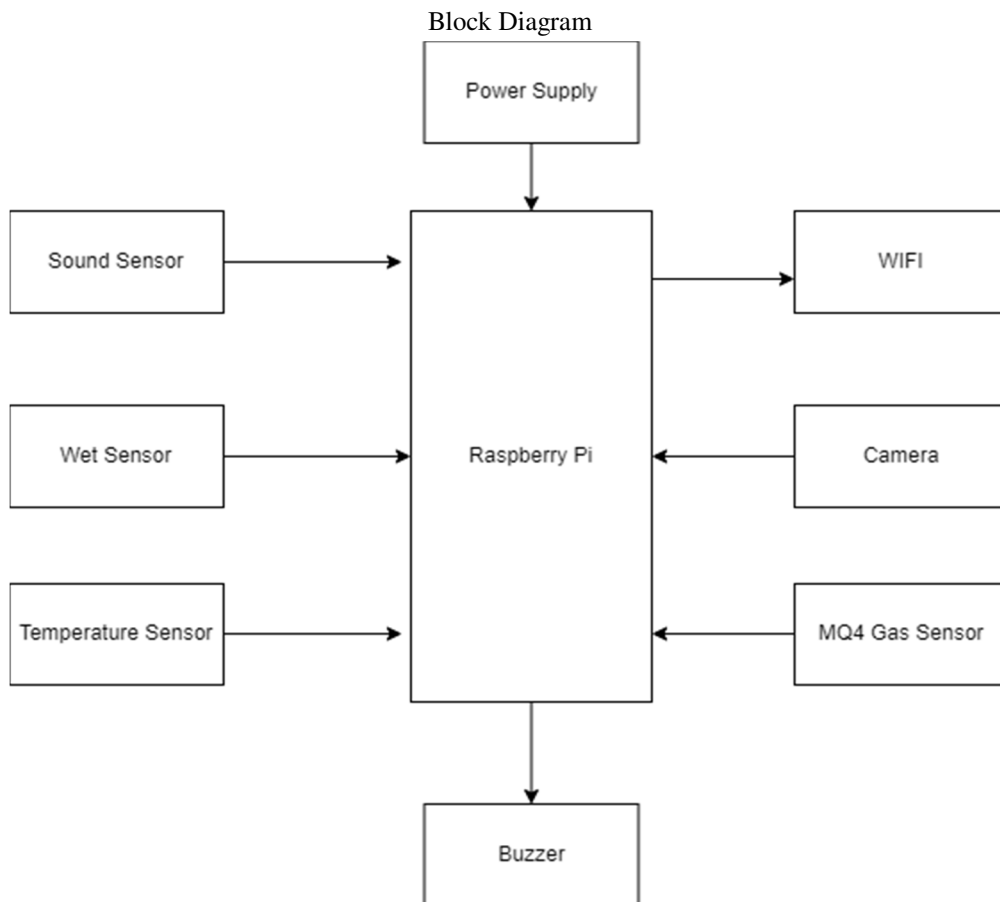 Block Diagram
Power Supply
Sound Sensor
WIFI
Wet Sensor
Raspberry Pi
Camera
Temperature Sensor
MQ4 Gas Sensor
Buzzer